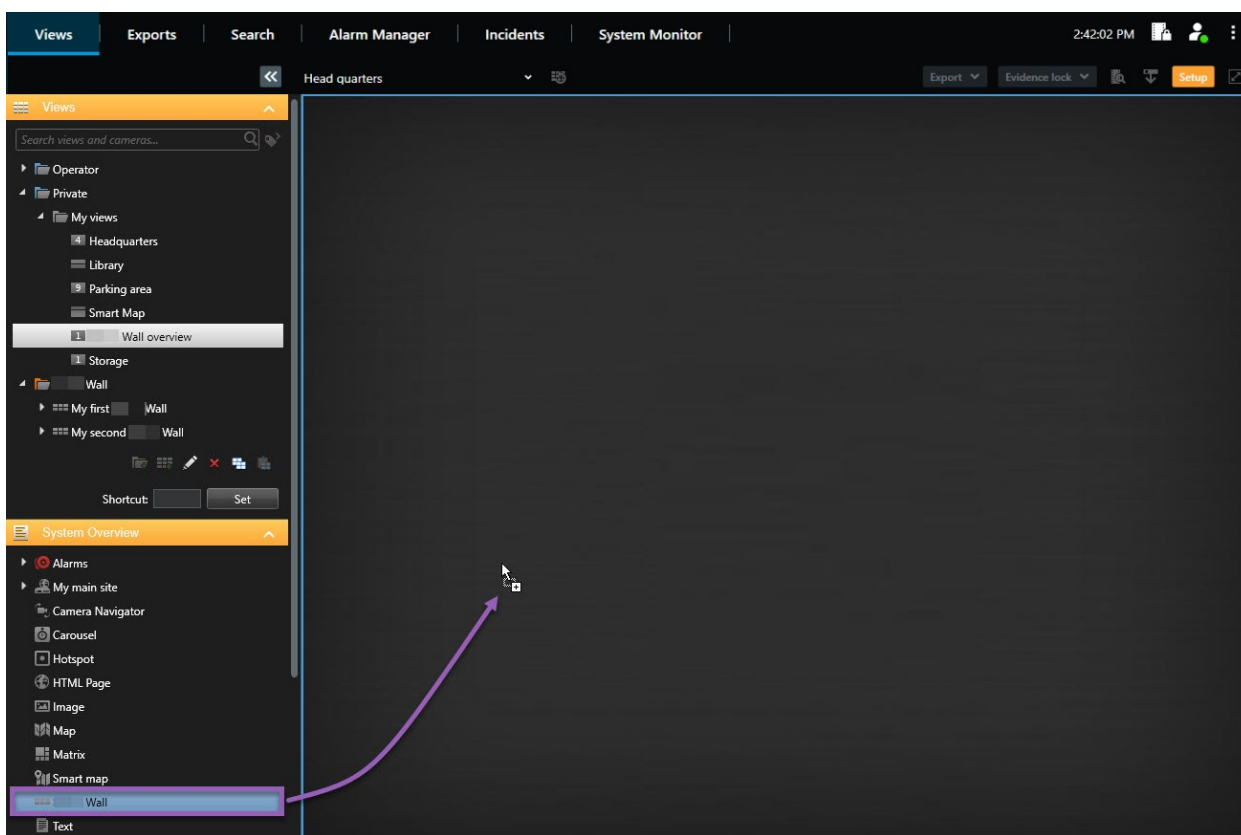 Views Exports Search Alarm Manager Incidents System Monitor 2:42:02 PM
Head quarters Export Evidence lock Setup
Views
Search views and cameras...
Operator
Private
My views
4 Headquarters
Library
9 Parking area
Smart Map
1 Wall overview
1 Storage
Wall
My first Wall
My second Wall
Shortcut: Set
System Overview
Alarms
My main site
Camera Navigator
Carousel
Hotspot
HTML Page
Image
Map
Matrix
Smart map
Wall
Text